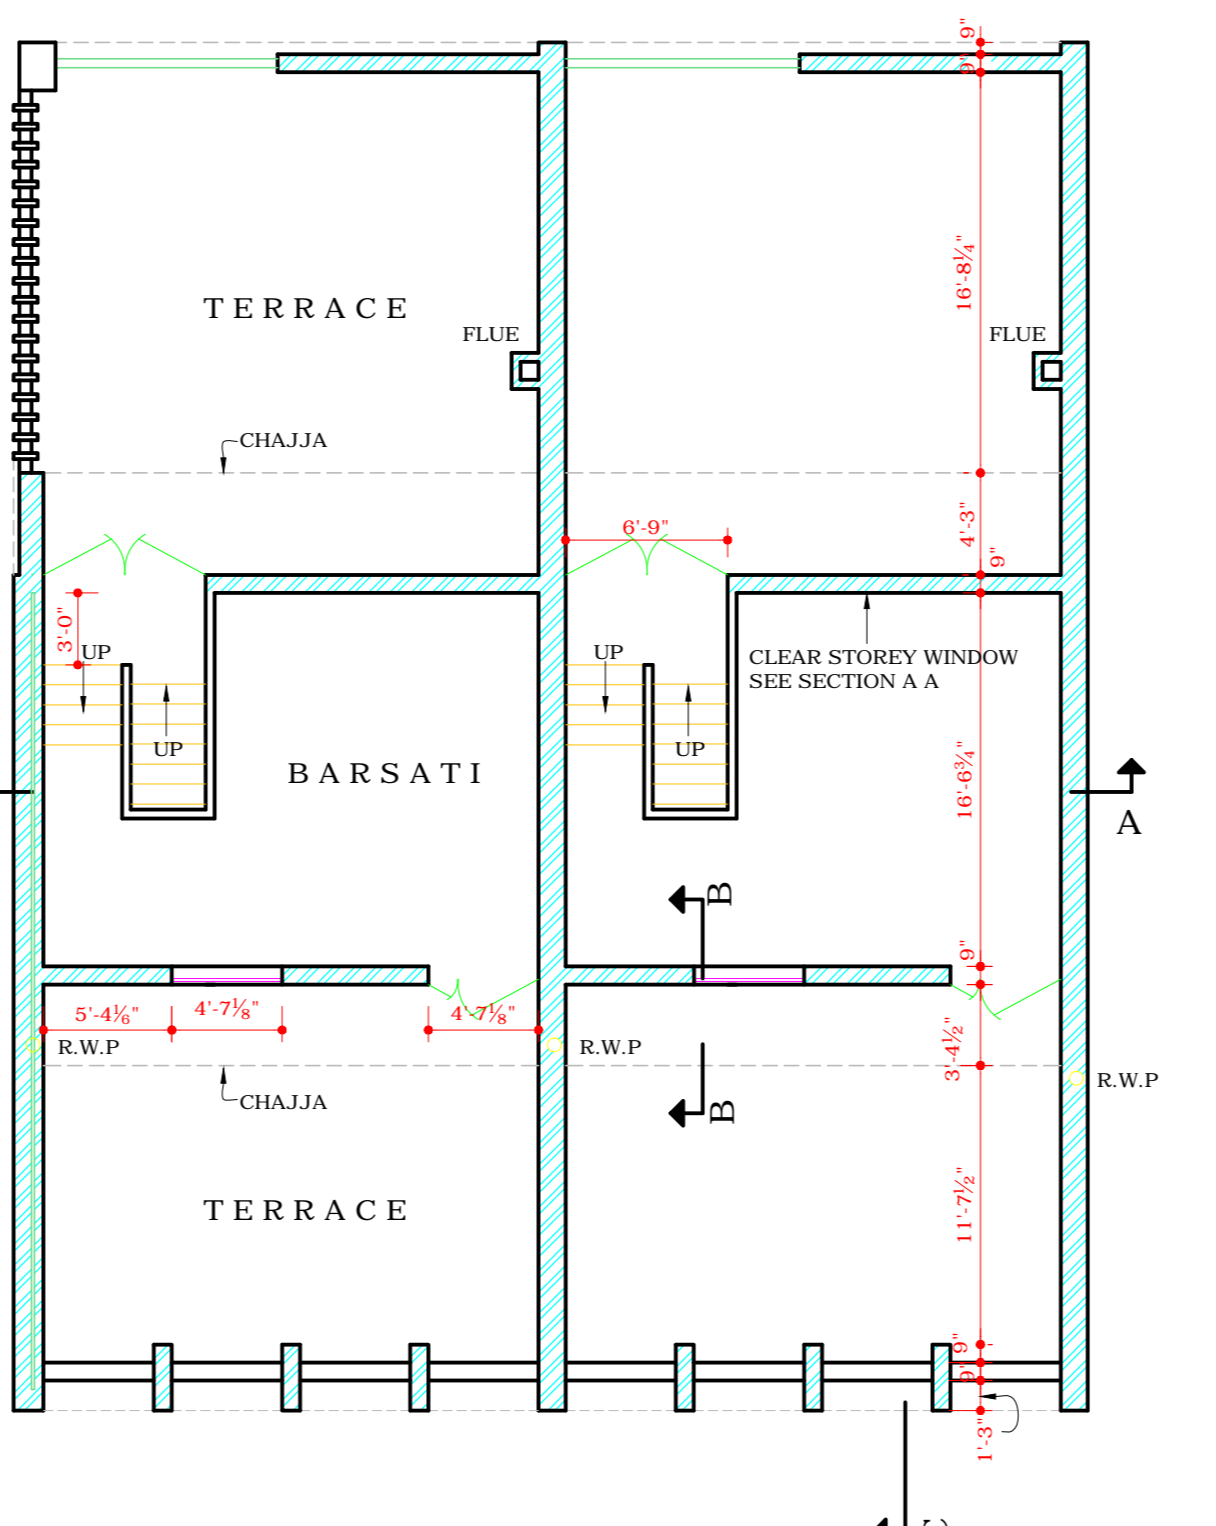 9"
9"
16'-8¼"
TERRACE
FLUE
FLUE
CHAJJA
6'-9"
4'-3"
9"
3'-0"
UP
UP
CLEAR STOREY WINDOW
SEE SECTION A A
UP
UP
BARSATI
16'-6¾"
A
B
9"
5'-4⅙"
4'-7⅛"
4'-7⅛"
R.W.P
R.W.P
3'-4½"
R.W.P
CHAJJA
B
TERRACE
11'-7½"
9"
9"
1'-3"